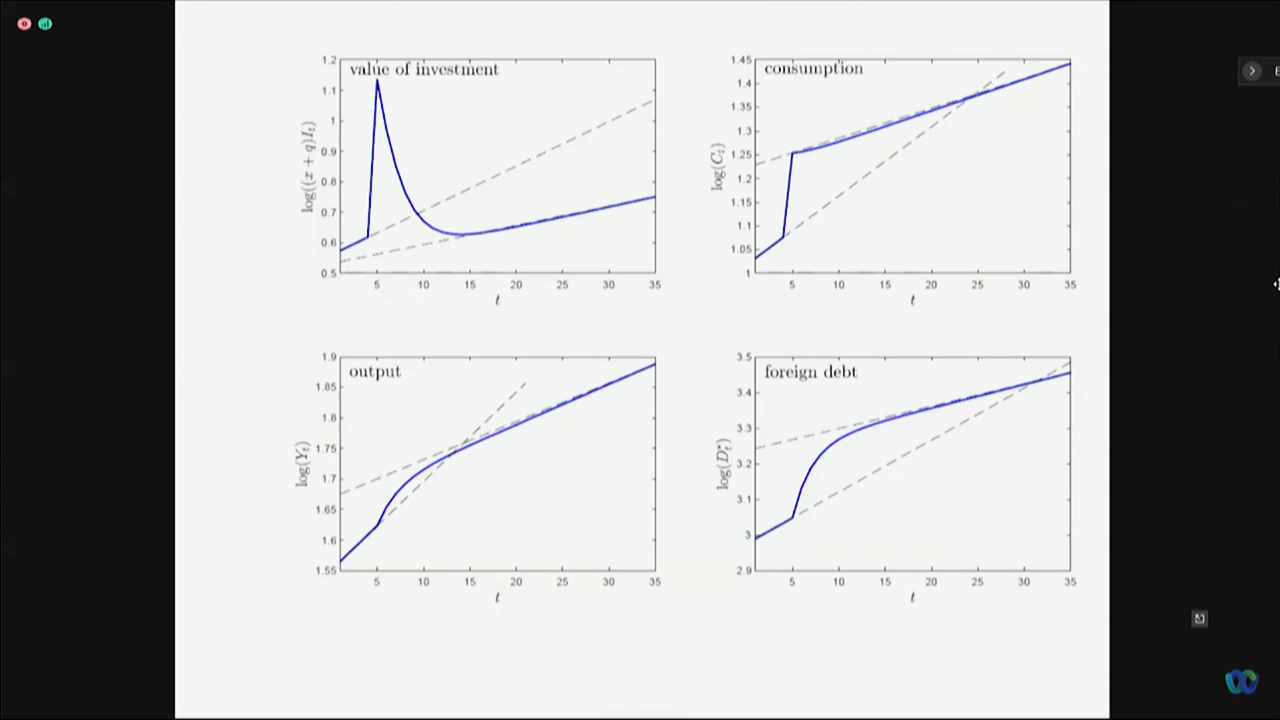 value of investment
1.2
1.1
1
0.9
0.8
0.7
0.6
0.5
log((x + q)I_t)
5 10 15 20 25 30 35
t
consumption
1.45
1.4
1.35
1.3
1.25
1.2
1.15
1.1
1.05
1
log(C_t)
5 10 15 20 25 30 35
t
output
1.9
1.85
1.8
1.75
1.7
1.65
1.6
1.55
log(Y_t)
5 10 15 20 25 30 35
t
foreign debt
3.5
3.4
3.3
3.2
3.1
3
2.9
5 10 15 20 25 30 35
t